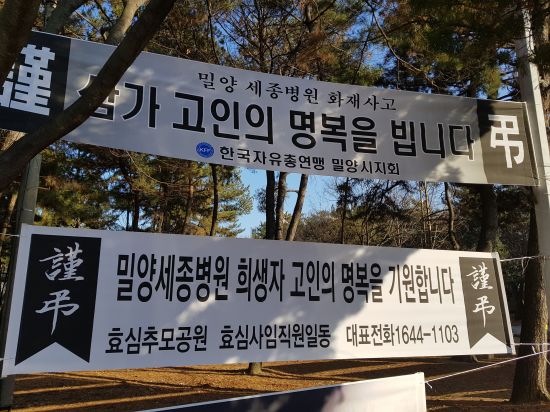 謹 밀양 세종병원 화재사고 弔
삼가 고인의 명복을 빕니다
한국자유총연맹 밀양시지회
謹弔 밀양세종병원 희생자 고인의 명복을 기원합니다 謹弔
효심추모공원 효심사임직원일동 대표전화1644-1103